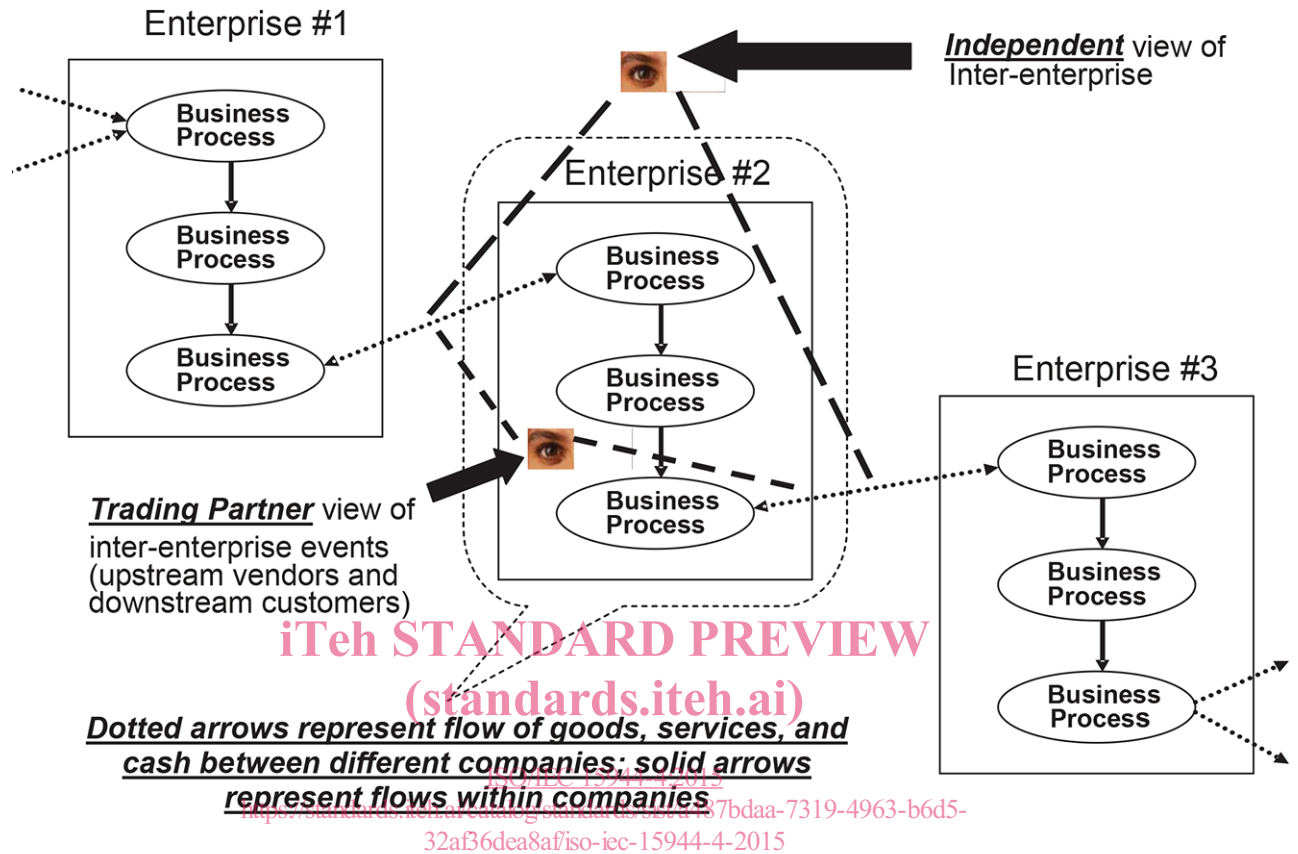 Enterprise #1
Business
Process
Business
Process
Business
Process
Independent view of
Inter-enterprise
Enterprise #2
Business
Process
Business
Process
Business
Process
Enterprise #3
Business
Process
Business
Process
Business
Process
Trading Partner view of
inter-enterprise events
(upstream vendors and
downstream customers)
iTeh STANDARD PREVIEW
(standards.iteh.ai)
Dotted arrows represent flow of goods, services, and
cash between different companies; solid arrows
represent flows within companies
ISO/IEC 15944-4:2015
32af36dea8af/iso-iec-15944-4-2015